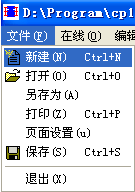 D:\Program\cp1
文件(F) 在线(O) 编辑
新建(N) Ctrl+N
打开(O) Ctrl+O
另存为(A)
打印(Z) Ctrl+P
页面设置(u)
保存(S) Ctrl+S
退出(X)